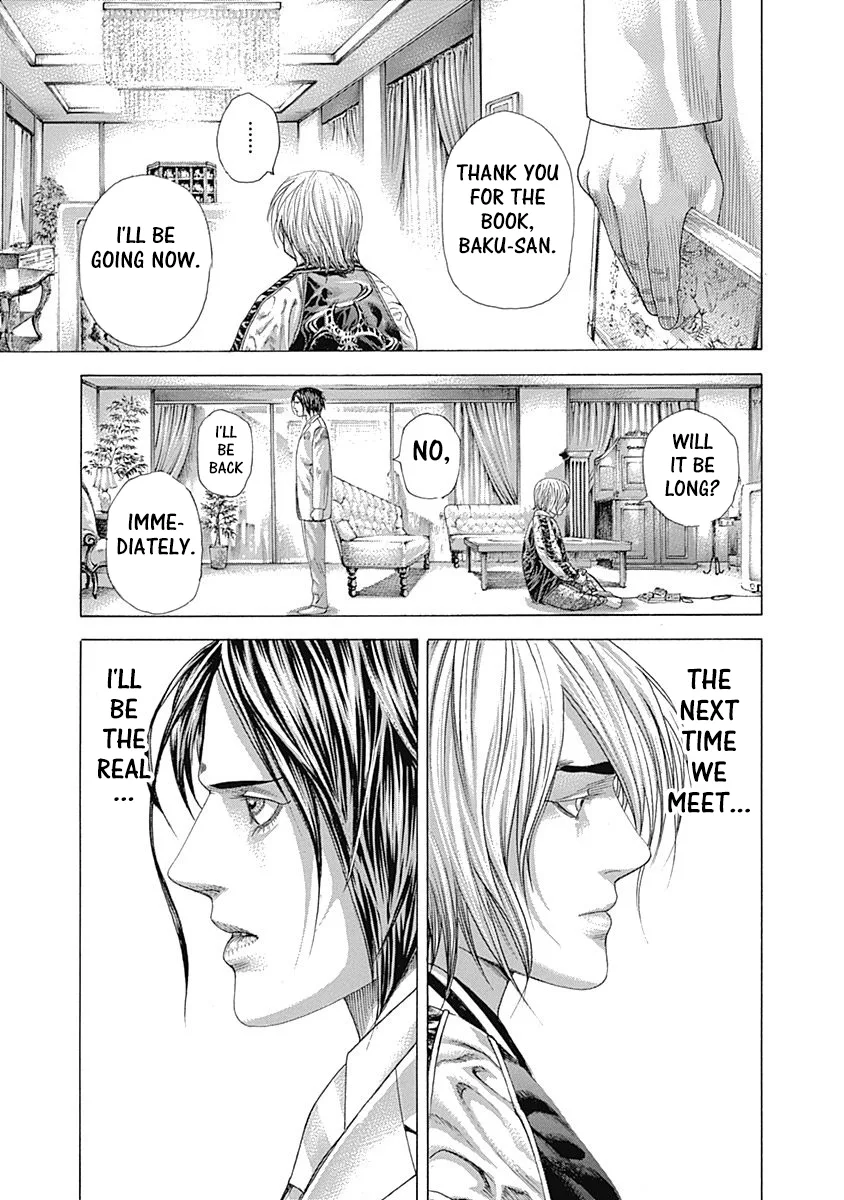 THANK YOU
FOR THE
BOOK,
BAKU-SAN.
......
I'LL BE
GOING NOW.
WILL
IT BE
LONG?
NO,
I'LL
BE
BACK
IMME-
DIATELY.
THE
NEXT
TIME
WE
MEET...
I'LL
BE
THE
REAL
...